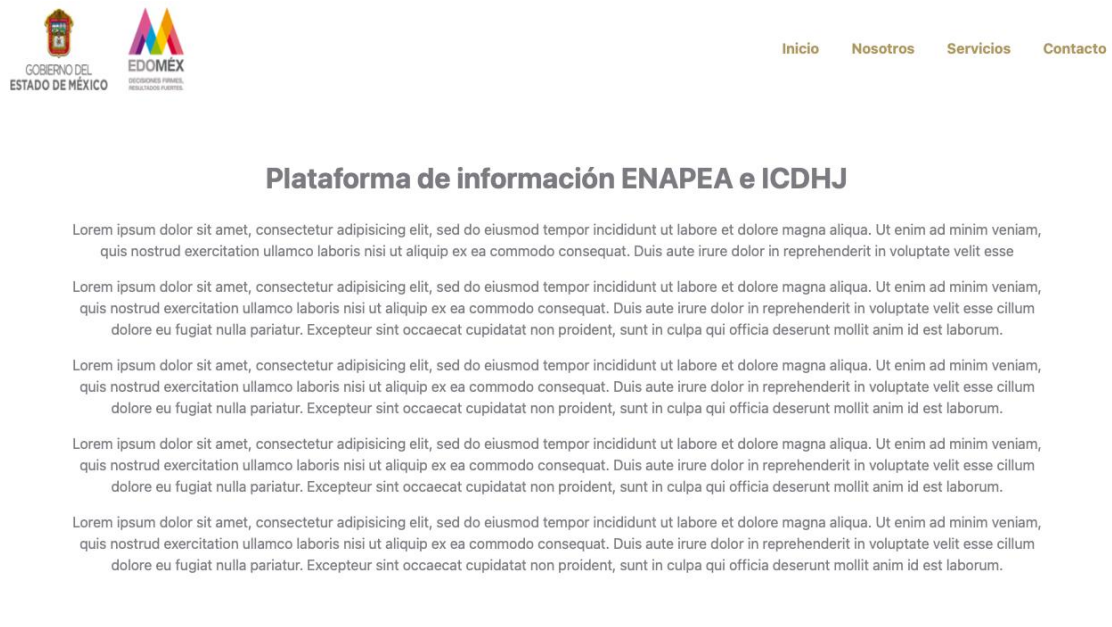 GOBIERNO DEL
ESTADO DE MÉXICO
EDOMÉX
DECISIONES FIRMES,
RESULTADOS FUERTES.
Inicio Nosotros Servicios Contacto
Plataforma de información ENAPEA e ICDHJ
Lorem ipsum dolor sit amet, consectetur adipisicing elit, sed do eiusmod tempor incididunt ut labore et dolore magna aliqua. Ut enim ad minim veniam,
quis nostrud exercitation ullamco laboris nisi ut aliquip ex ea commodo consequat. Duis aute irure dolor in reprehenderit in voluptate velit esse
Lorem ipsum dolor sit amet, consectetur adipisicing elit, sed do eiusmod tempor incididunt ut labore et dolore magna aliqua. Ut enim ad minim veniam,
quis nostrud exercitation ullamco laboris nisi ut aliquip ex ea commodo consequat. Duis aute irure dolor in reprehenderit in voluptate velit esse cillum
dolore eu fugiat nulla pariatur. Excepteur sint occaecat cupidatat non proident, sunt in culpa qui officia deserunt mollit anim id est laborum.
Lorem ipsum dolor sit amet, consectetur adipisicing elit, sed do eiusmod tempor incididunt ut labore et dolore magna aliqua. Ut enim ad minim veniam,
quis nostrud exercitation ullamco laboris nisi ut aliquip ex ea commodo consequat. Duis aute irure dolor in reprehenderit in voluptate velit esse cillum
dolore eu fugiat nulla pariatur. Excepteur sint occaecat cupidatat non proident, sunt in culpa qui officia deserunt mollit anim id est laborum.
Lorem ipsum dolor sit amet, consectetur adipisicing elit, sed do eiusmod tempor incididunt ut labore et dolore magna aliqua. Ut enim ad minim veniam,
quis nostrud exercitation ullamco laboris nisi ut aliquip ex ea commodo consequat. Duis aute irure dolor in reprehenderit in voluptate velit esse cillum
dolore eu fugiat nulla pariatur. Excepteur sint occaecat cupidatat non proident, sunt in culpa qui officia deserunt mollit anim id est laborum.
Lorem ipsum dolor sit amet, consectetur adipisicing elit, sed do eiusmod tempor incididunt ut labore et dolore magna aliqua. Ut enim ad minim veniam,
quis nostrud exercitation ullamco laboris nisi ut aliquip ex ea commodo consequat. Duis aute irure dolor in reprehenderit in voluptate velit esse cillum
dolore eu fugiat nulla pariatur. Excepteur sint occaecat cupidatat non proident, sunt in culpa qui officia deserunt mollit anim id est laborum.